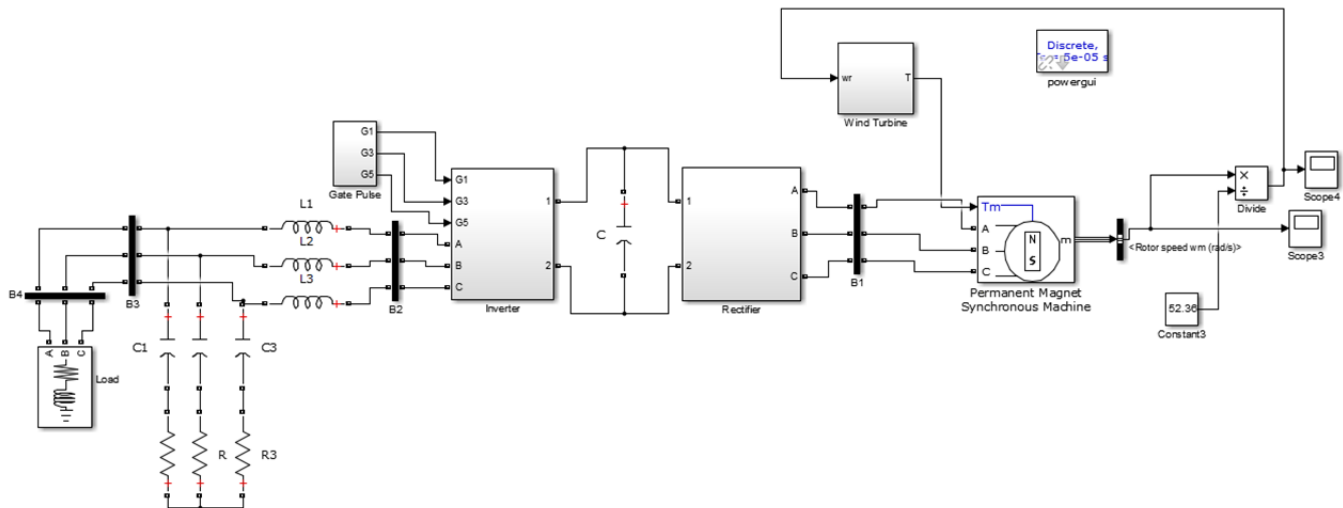 Discrete,
5e-05 s
powergui
wr
T
Wind Turbine
G1
G3
G5
Gate Pulse
G1
G3
G5
A
B
C
1
2
Inverter
C
1
2
A
B
C
Rectifier
B1
Tm
A
B
C
m
N
S
Permanent Magnet
Synchronous Machine
<Rotor speed wm (rad/s)>
×
÷
Divide
Scope4
Scope3
52.36
Constant3
L1
L2
L3
B2
B3
B4
A
B
C
Load
C1
C3
R
R3